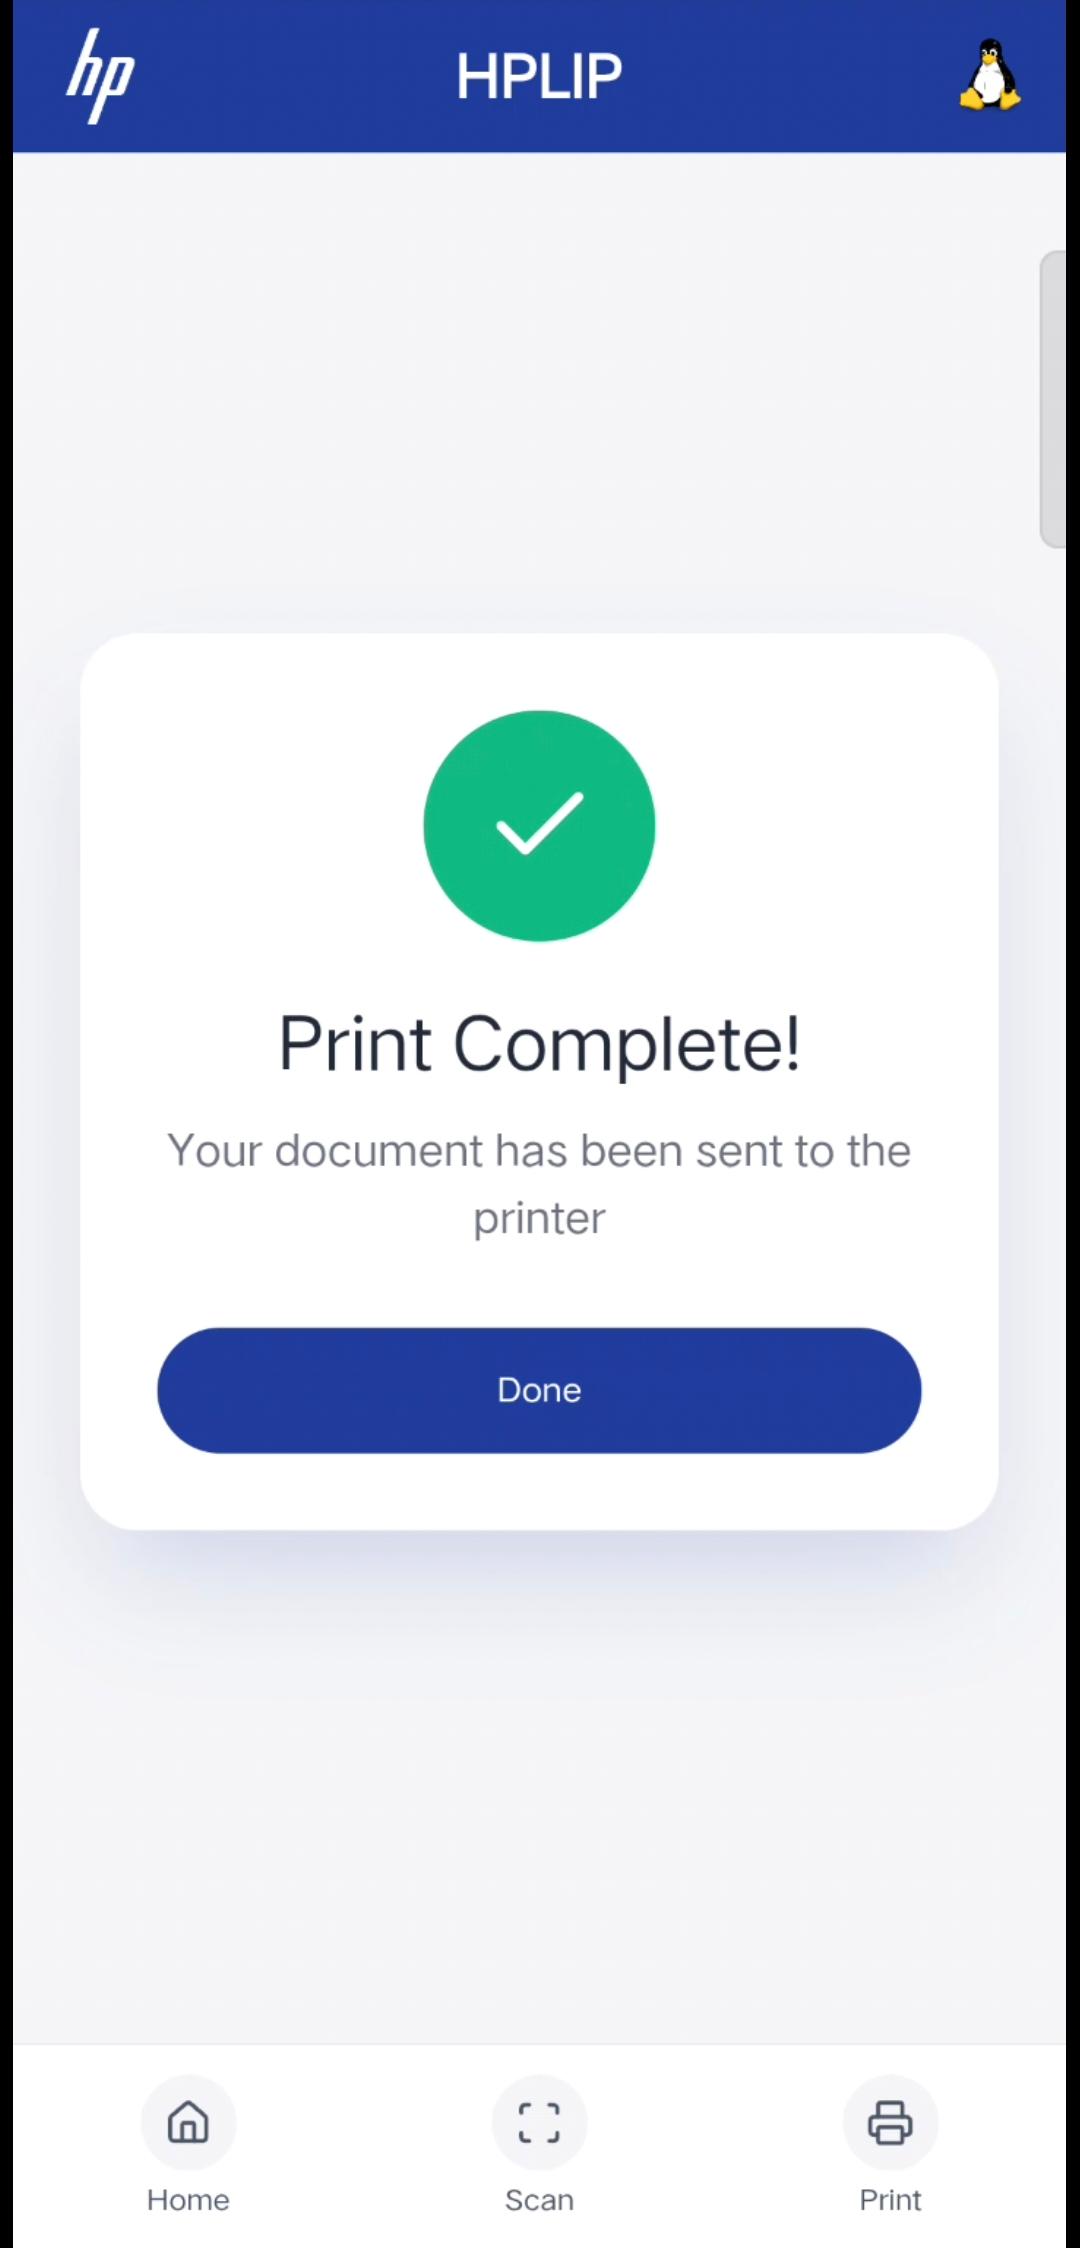 hp
HPLIP
Print Complete!
Your document has been sent to the
printer
Done
Home
Scan
Print